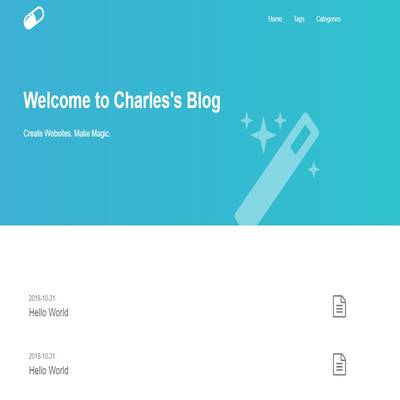 Home Tags Categories
Welcome to Charles's Blog
Create Websites. Make Magic.
2018-10-31
Hello World
2018-10-31
Hello World